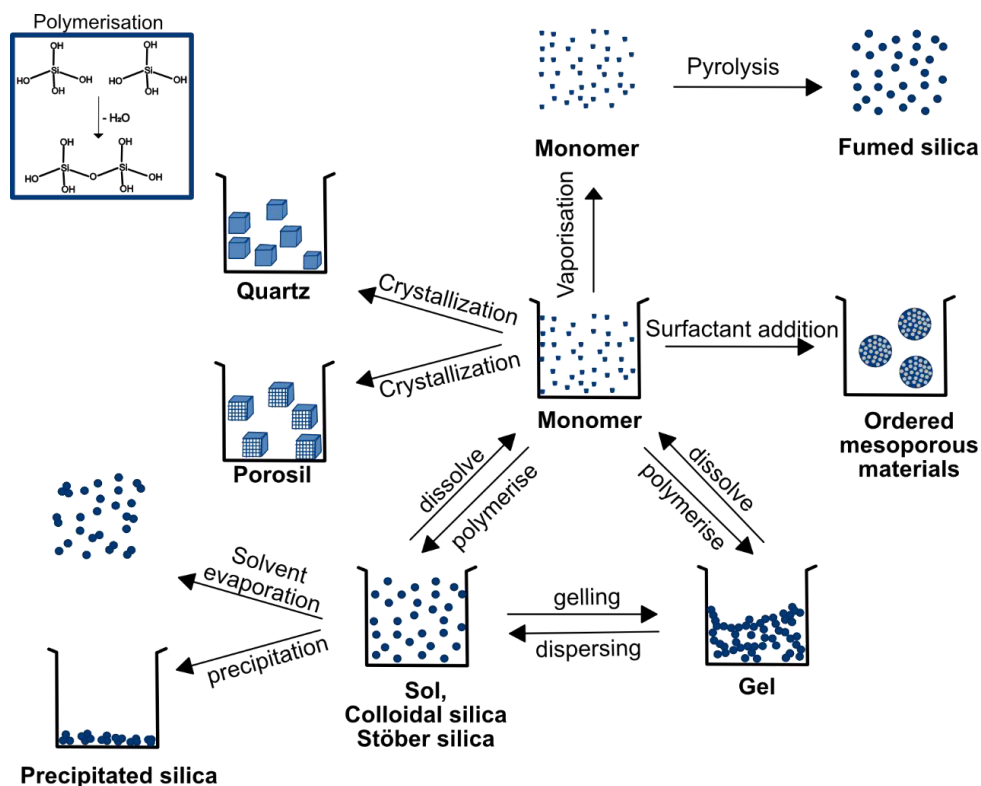 Polymerisation
OH
OH
Si
Si
HO
OH
HO
OH
OH
OH
- H₂O
OH
OH
Si
Si
HO
O
OH
OH
OH
Monomer
Pyrolysis
Fumed silica
Vaporisation
Quartz
Crystallization
Crystallization
Porosil
Monomer
Surfactant addition
Ordered
mesoporous
materials
dissolve
polymerise
dissolve
polymerise
Solvent
evaporation
precipitation
gelling
dispersing
Sol,
Colloidal silica
Stöber silica
Gel
Precipitated silica